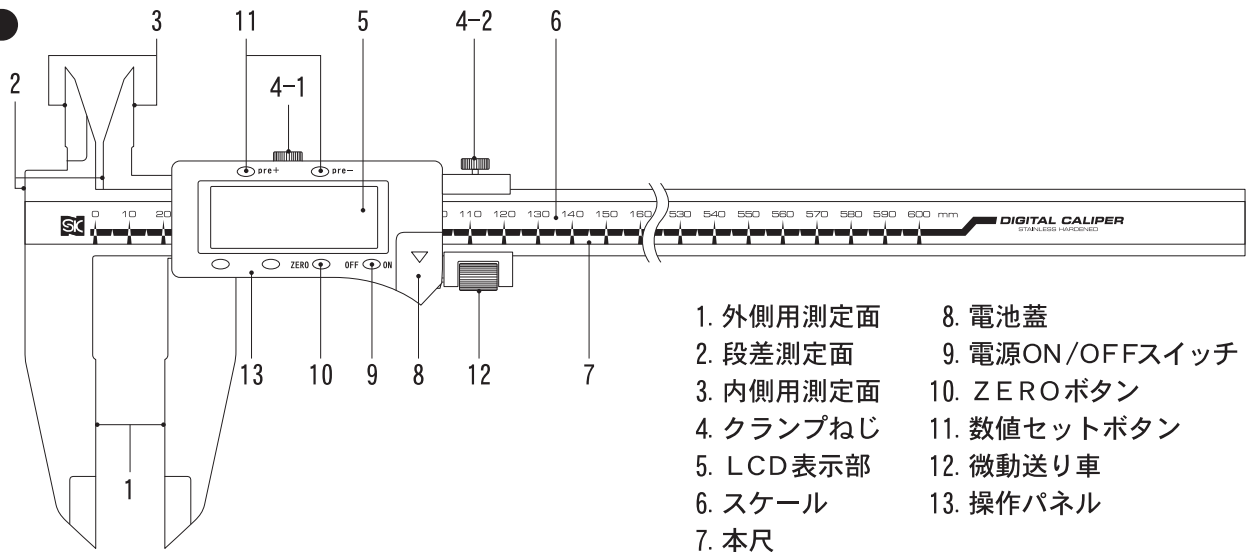 3 11 5 4-2 6
2 4-1
pre+ pre-
SK 0 10 20 110 120 130 140 150 160 530 540 550 560 570 580 590 600 mm DIGITAL CALIPER
STAINLESS HARDENED
ZERO OFF ON
13 10 9 8 12 7
1
1. 外側用測定面
2. 段差測定面
3. 内側用測定面
4. クランプねじ
5. LCD表示部
6. スケール
7. 本尺
8. 電池蓋
9. 電源ON/OFFスイッチ
10. ZEROボタン
11. 数値セットボタン
12. 微動送り車
13. 操作パネル